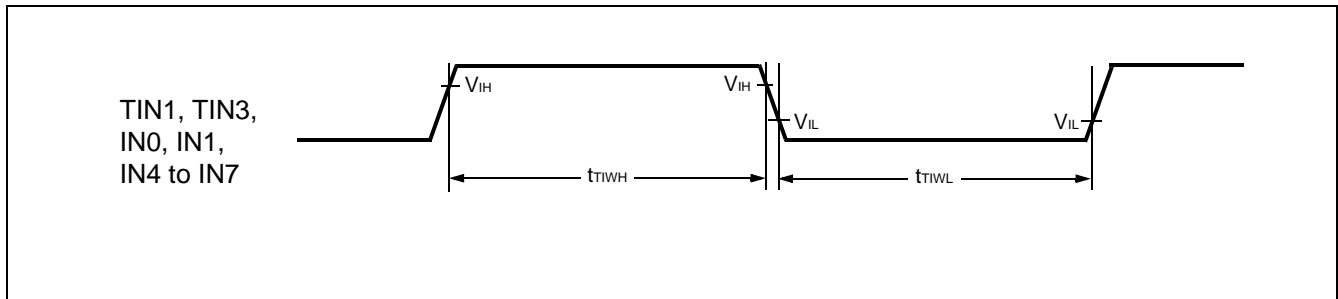 TIN1, TIN3,
IN0, IN1,
IN4 to IN7
VIH
VIH
VIL
VIL
tTIWH
tTIWL